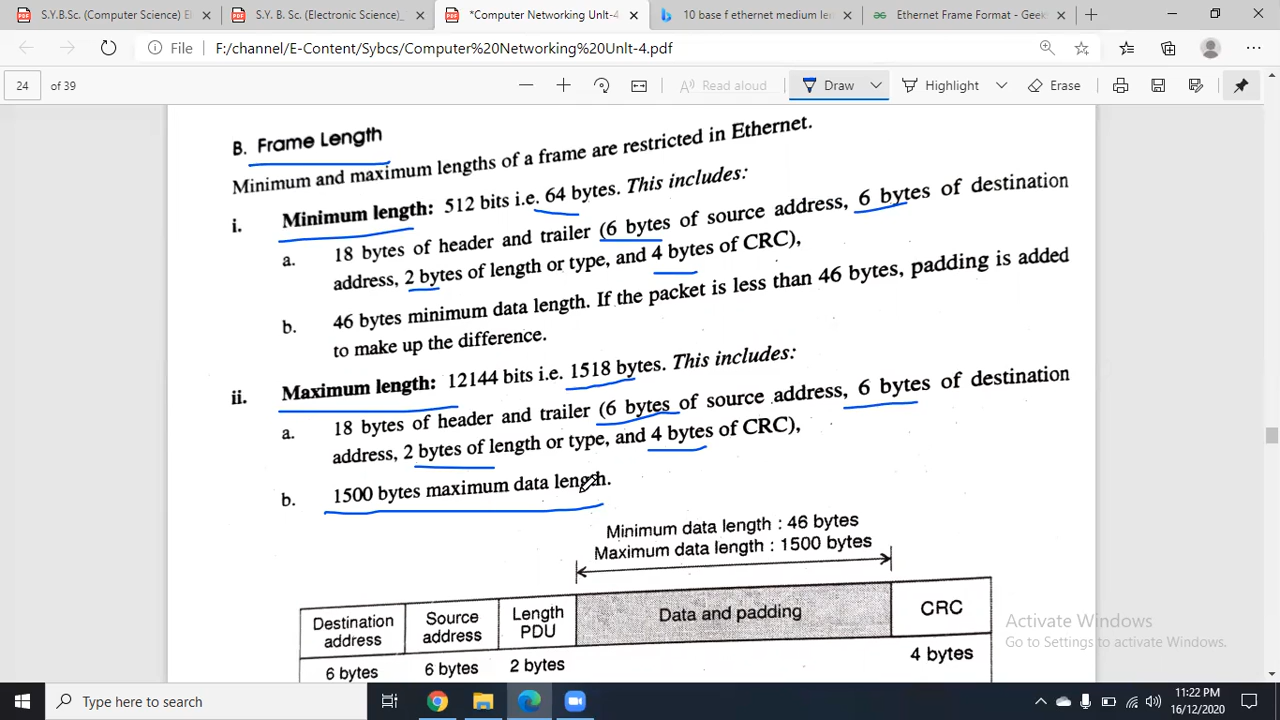 S.Y.B.Sc. (Computer Science) I
S.Y. B. Sc. (Electronic Science)_
*Computer Networking UnIt-4
10 base f ethernet medium le
Ethernet Frame Format - Geek
File
F:/channel/E-Content/Sybcs/Computer%20Networking%20UnIt-4.pdf
24 of 39
Read aloud
Draw
Highlight
Erase
B. Frame Length
Minimum and maximum lengths of a frame are restricted in Ethernet.
i. Minimum length: 512 bits i.e. 64 bytes. This includes:
a. 18 bytes of header and trailer (6 bytes of source address, 6 bytes of destination
address, 2 bytes of length or type, and 4 bytes of CRC),
b. 46 bytes minimum data length. If the packet is less than 46 bytes, padding is added
to make up the difference.
ii. Maximum length: 12144 bits i.e. 1518 bytes. This includes:
a. 18 bytes of header and trailer (6 bytes of source address, 6 bytes of destination
address, 2 bytes of length or type, and 4 bytes of CRC),
b. 1500 bytes maximum data length.
Minimum data length : 46 bytes
Maximum data length : 1500 bytes
Destination address
Source address
Length PDU
Data and padding
CRC
6 bytes
6 bytes
2 bytes
4 bytes
Activate Windows
Go to Settings to activate Windows.
Type here to search
11:22 PM
16/12/2020